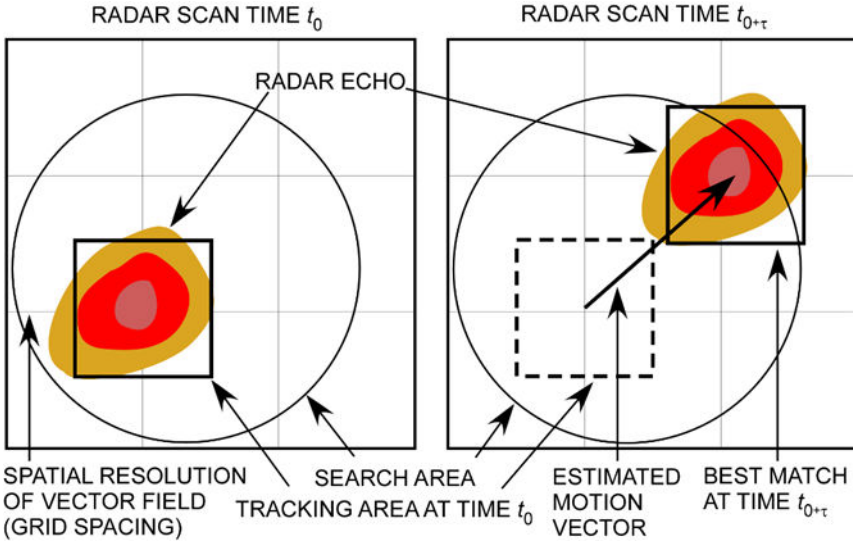 RADAR SCAN TIME t0
RADAR SCAN TIME t0+τ
RADAR ECHO
SPATIAL RESOLUTION
OF VECTOR FIELD
(GRID SPACING)
SEARCH AREA
TRACKING AREA AT TIME t0
ESTIMATED
MOTION
VECTOR
BEST MATCH
AT TIME t0+τ